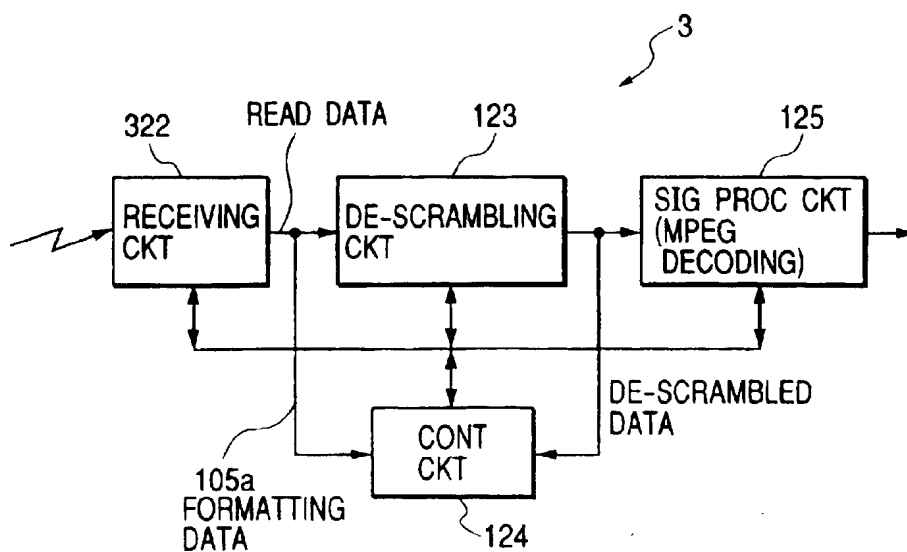 3
READ DATA
322
123
125
RECEIVING
CKT
DE-SCRAMBLING
CKT
SIG PROC CKT
(MPEG
DECODING)
DE-SCRAMBLED
DATA
CONT
CKT
105a
FORMATTING
DATA
124